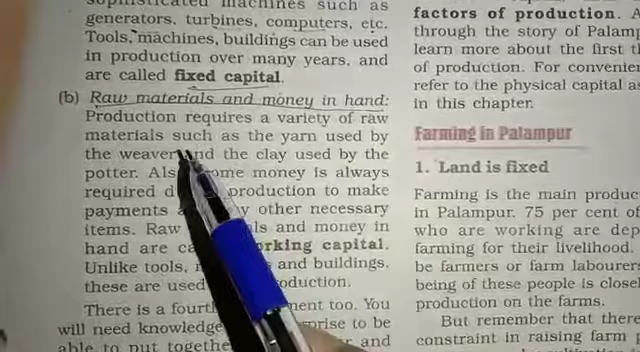 sophisticated machines such as
generators, turbines, computers, etc.
Tools, machines, buildings can be used
in production over many years, and
are called fixed capital.
(b) Raw materials and money in hand:
Production requires a variety of raw
materials such as the yarn used by
the weaver and the clay used by the
potter. Also some money is always
required production to make
payments other necessary
items. Raw and money in
hand are working capital.
Unlike tools, and buildings,
these are used production.
There is a fourth too. You
will need knowledge to be
able to put together and
factors of production. A
through the story of Palamp
learn more about the first t
of production. For convenien
refer to the physical capital as
in this chapter.
Farming in Palampur
1. Land is fixed
Farming is the main produc
in Palampur. 75 per cent of
who are working are dep
farming for their livelihood.
be farmers or farm labourers
being of these people is closel
production on the farms.
But remember that there
constraint in raising farm